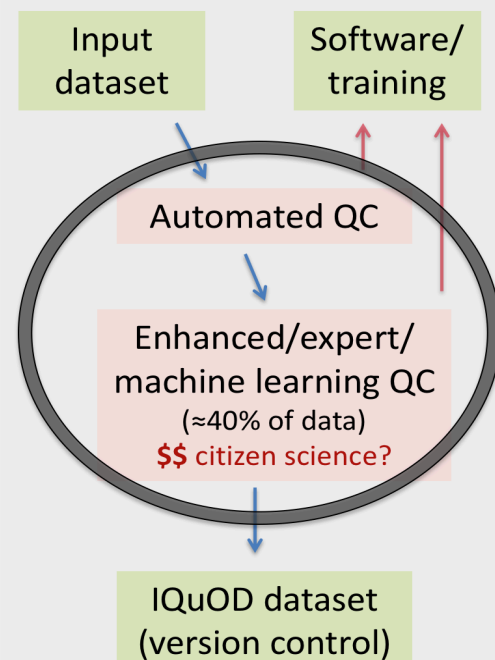 Input
dataset
Software/
training
Automated QC
Enhanced/expert/
machine learning QC
(≈40% of data)
$$ citizen science?
IQuOD dataset
(version control)